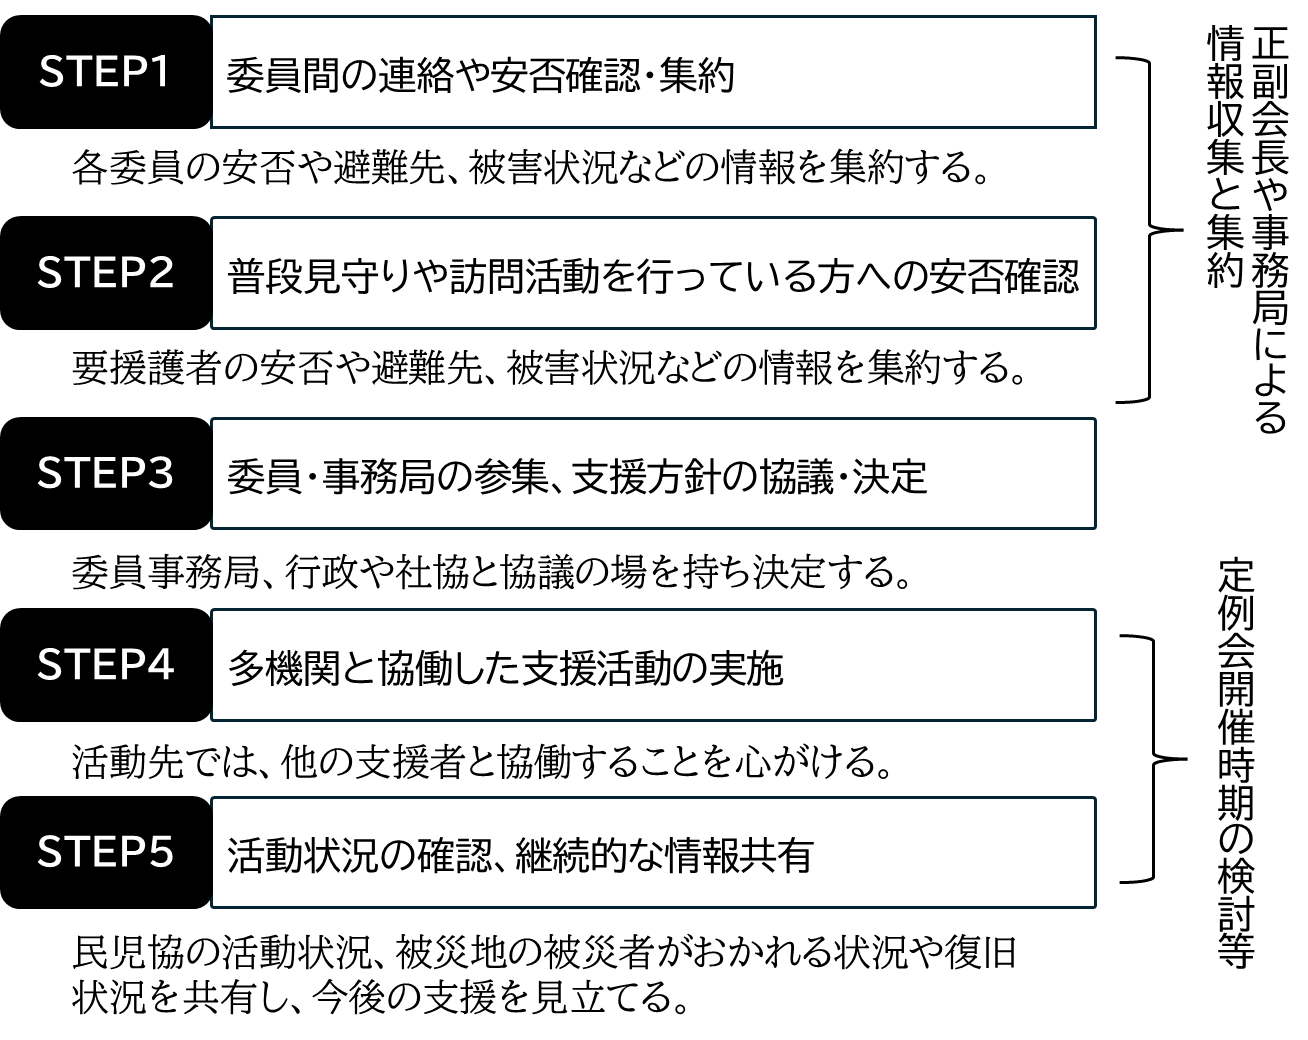 STEP1
委員間の連絡や安否確認・集約
各委員の安否や避難先、被害状況などの情報を集約する。
STEP2
普段見守りや訪問活動を行っている方への安否確認
要援護者の安否や避難先、被害状況などの情報を集約する。
正副会長や事務局による
情報収集と集約
STEP3
委員・事務局の参集、支援方針の協議・決定
委員事務局、行政や社協と協議の場を持ち決定する。
STEP4
多機関と協働した支援活動の実施
活動先では、他の支援者と協働することを心がける。
STEP5
活動状況の確認、継続的な情報共有
民児協の活動状況、被災地の被災者がおかれる状況や復旧
状況を共有し、今後の支援を見立てる。
定例会開催時期の検討等